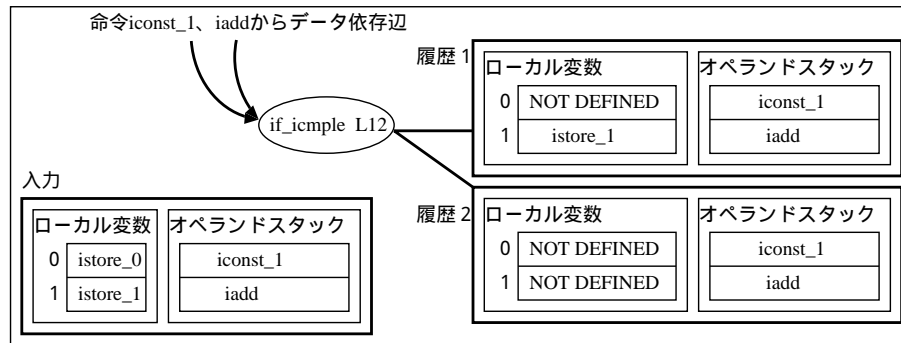 命令iconst_1、iaddからデータ依存辺
if_icmple L12
履歴 1
ローカル変数 オペランドスタック
0 NOT DEFINED iconst_1
1 istore_1 iadd
履歴 2
ローカル変数 オペランドスタック
0 NOT DEFINED iconst_1
1 NOT DEFINED iadd
入力
ローカル変数 オペランドスタック
0 istore_0 iconst_1
1 istore_1 iadd